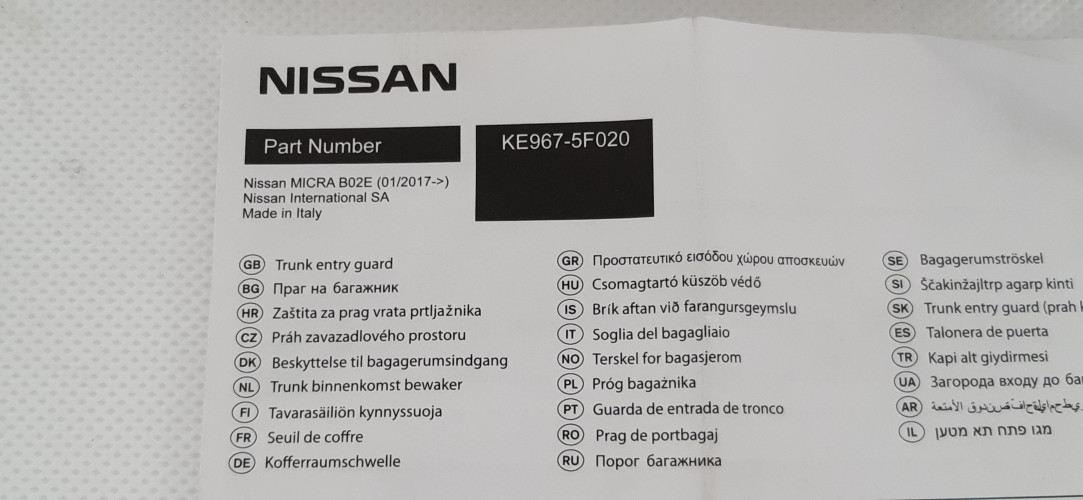 NISSAN
Part Number
KE967-5F020
Nissan MICRA B02E (01/2017->)
Nissan International SA
Made in Italy
GB Trunk entry guard
BG Праг на багажник
HR Zaštita za prag vrata prtljažnika
CZ Práh zavazadlového prostoru
DK Beskyttelse til bagagerumsindgang
NL Trunk binnenkomst bewaker
FI Tavarasäiliön kynnyssuoja
FR Seuil de coffre
DE Kofferraumschwelle
GR Προστατευτικό εισόδου χώρου αποσκευών
HU Csomagtartó küszöb védő
IS Brík aftan við farangursgeymslu
IT Soglia del bagagliaio
NO Terskel for bagasjerom
PL Próg bagażnika
PT Guarda de entrada de tronco
RO Prag de portbagaj
RU Порог багажника
SE Bagagerumströskel
SI Ščakinžajltrp agarp kinti
SK Trunk entry guard (prah
ES Talonera de puerta
TR Kapi alt giydirmesi
UA Загорода входу до
AR الأمتعة
IL מגו פתח תא מטען